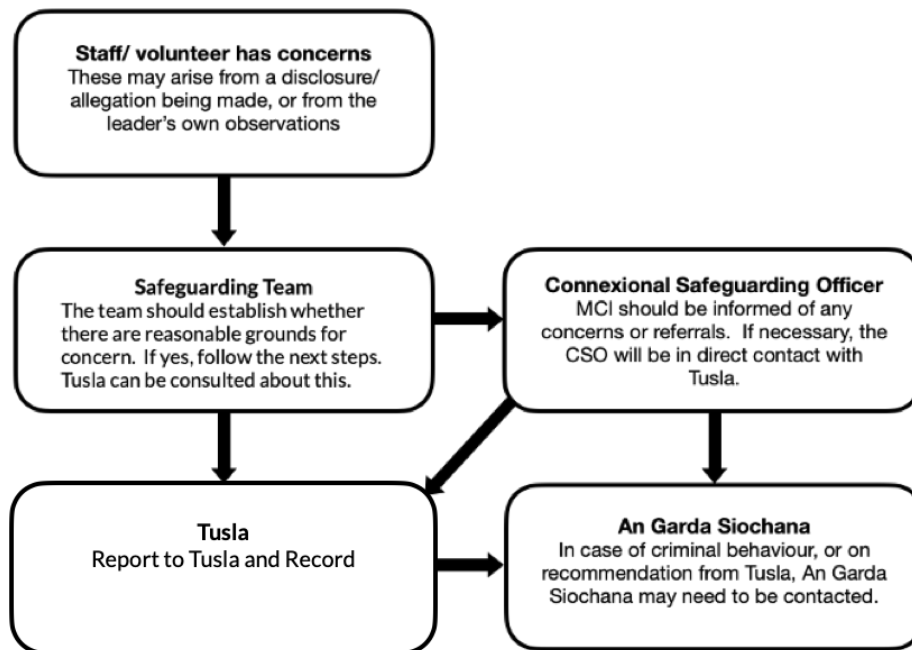 Staff/ volunteer has concerns
These may arise from a disclosure/
allegation being made, or from the
leader's own observations
Safeguarding Team
The team should establish whether
there are reasonable grounds for
concern.  If yes, follow the next steps.
Tusla can be consulted about this.
Connexional Safeguarding Officer
MCI should be informed of any
concerns or referrals.  If necessary, the
CSO will be in direct contact with
Tusla.
Tusla
Report to Tusla and Record
An Garda Siochana
In case of criminal behaviour, or on
recommendation from Tusla, An Garda
Siochana may need to be contacted.